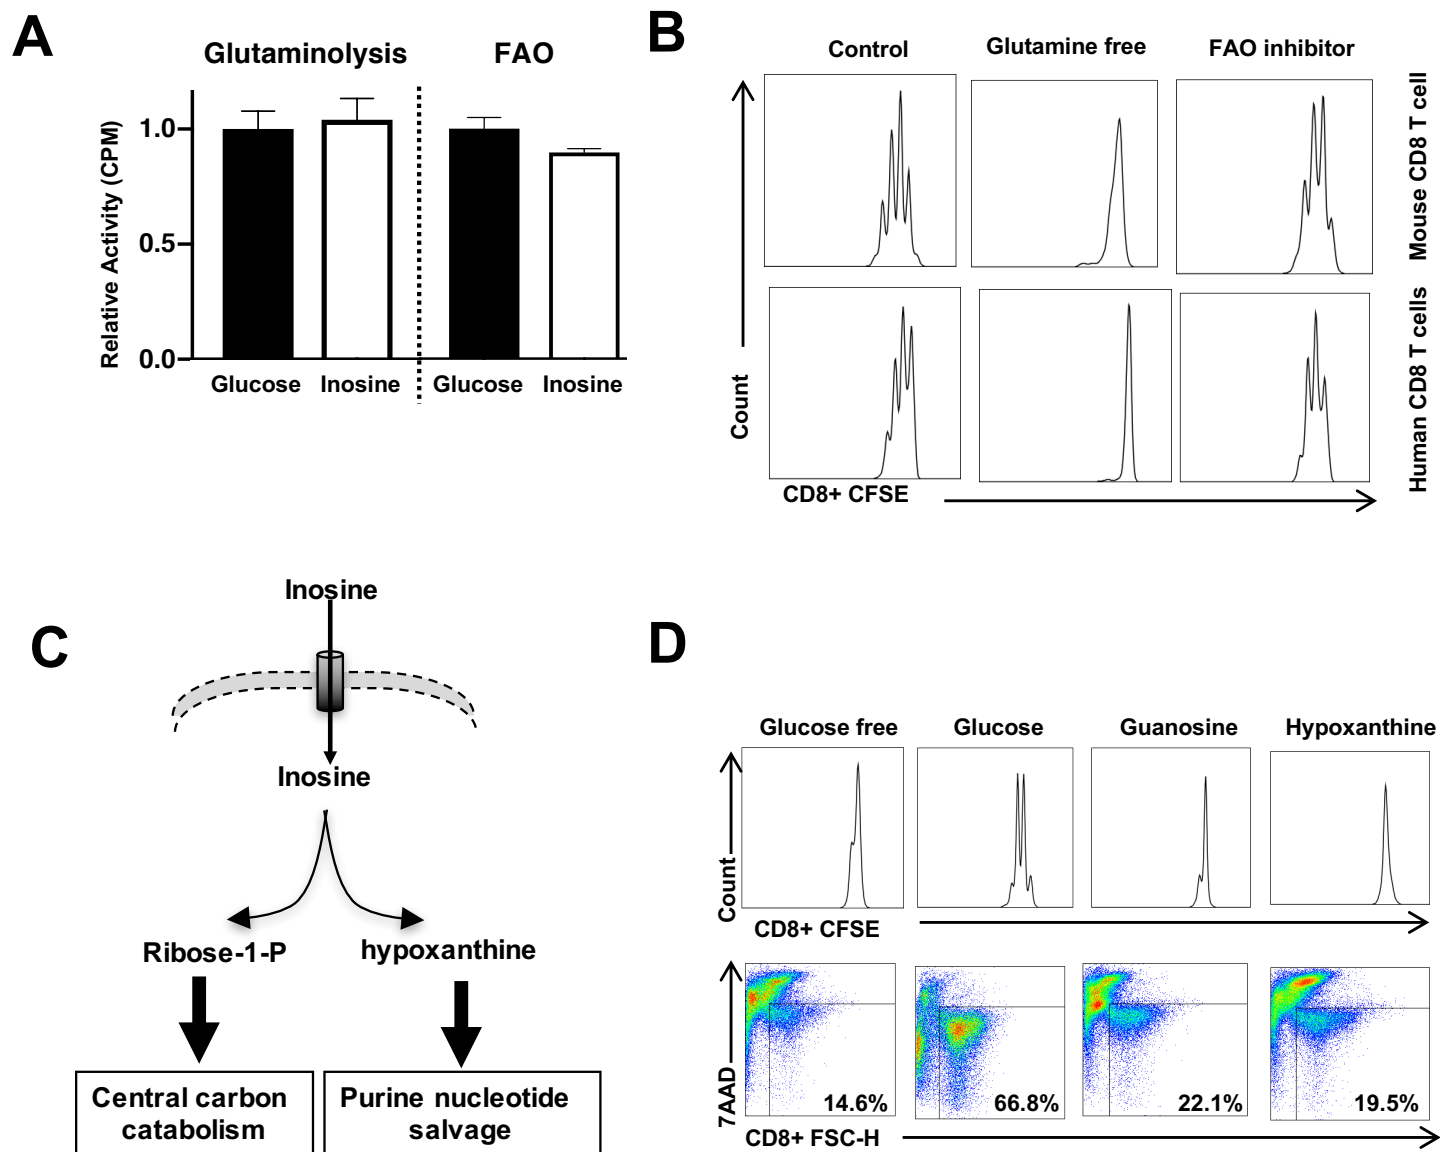 A
Glutaminolysis FAO
Relative Activity (CPM)
1.0
0.5
0.0
Glucose Inosine Glucose Inosine
B
Control Glutamine free FAO inhibitor
Mouse CD8 T cell
Human CD8 T cells
Count
CD8+ CFSE
C
Inosine
Inosine
Ribose-1-P hypoxanthine
Central carbon
catabolism
Purine nucleotide
salvage
D
Glucose free Glucose Guanosine Hypoxanthine
Count
CD8+ CFSE
7AAD
14.6% 66.8% 22.1% 19.5%
CD8+ FSC-H